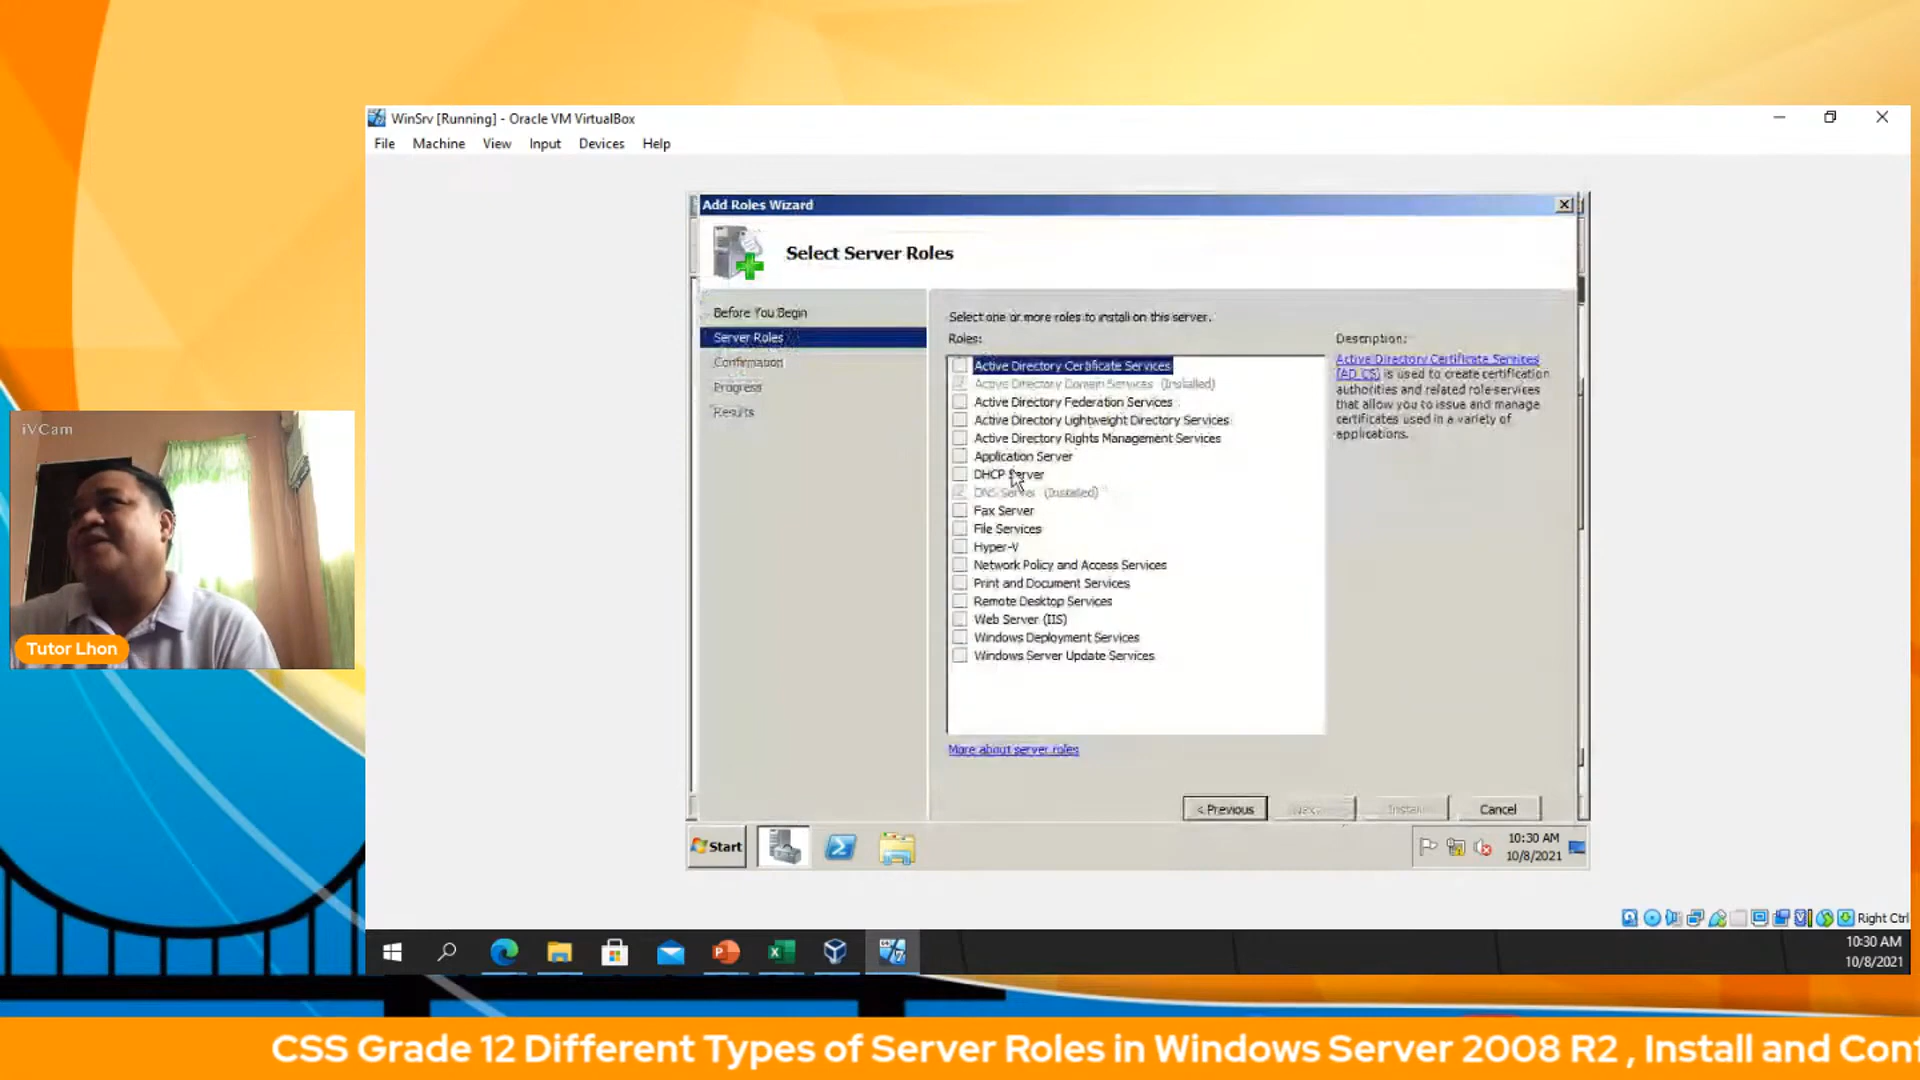 WinSrv [Running] - Oracle VM VirtualBox
File Machine View Input Devices Help
Add Roles Wizard
Select Server Roles
Before You Begin
Server Roles
Confirmation
Progress
Results
Select one or more roles to install on this server.
Roles:
Active Directory Certificate Services
Active Directory Domain Services (Installed)
Active Directory Federation Services
Active Directory Lightweight Directory Services
Active Directory Rights Management Services
Application Server
DHCP Server
DNS Server (Installed)
Fax Server
File Services
Hyper-V
Network Policy and Access Services
Print and Document Services
Remote Desktop Services
Web Server (IIS)
Windows Deployment Services
Windows Server Update Services
More about server roles
Description:
Active Directory Certificate Services
(AD CS) is used to create certification
authorities and related role services
that allow you to issue and manage
certificates used in a variety of
applications.
< Previous
Next >
Install
Cancel
Start
10:30 AM
10/8/2021
Right Ctrl
10:30 AM
10/8/2021
iVCam
Tutor Lhon
CSS Grade 12 Different Types of Server Roles in Windows Server 2008 R2 , Install and Conf